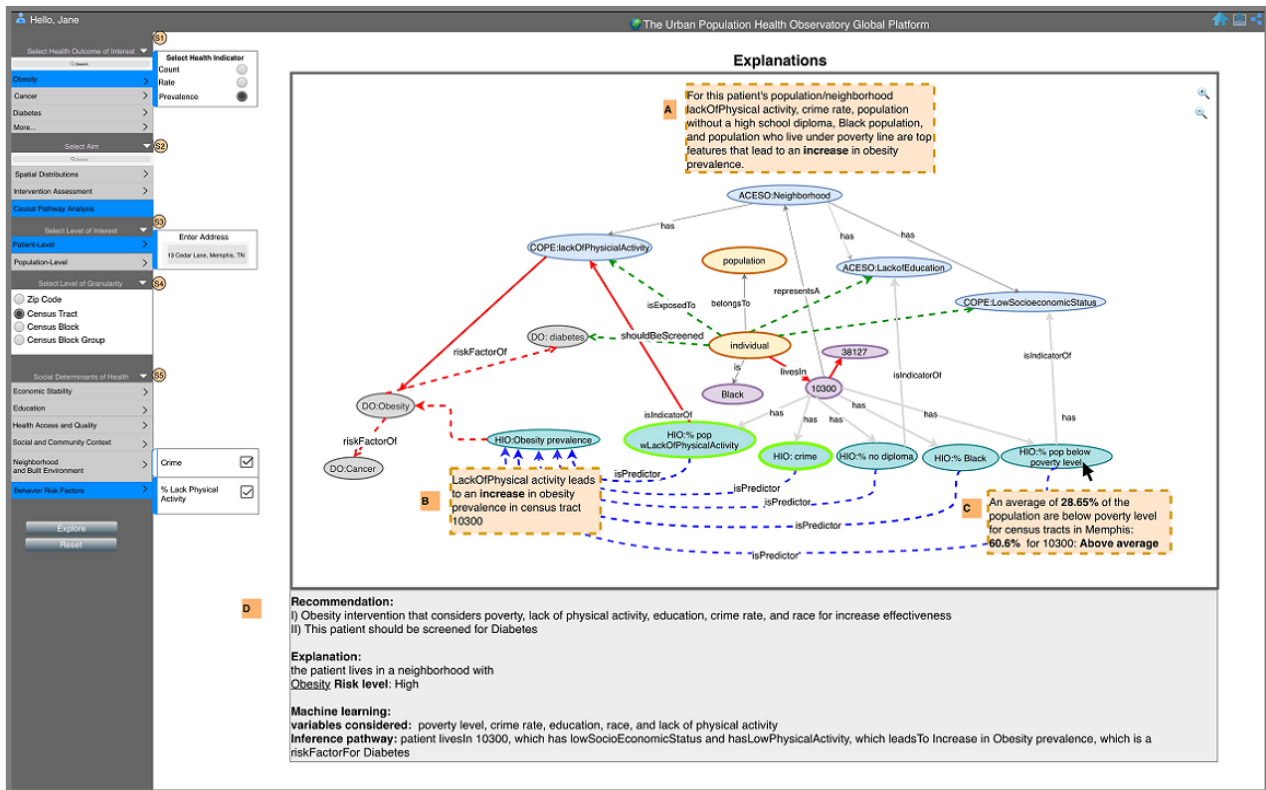 Hello, Jane
The Urban Population Health Observatory Global Platform
S1
Select Health Outcome of Interest
Search
Obesity
Cancer
Diabetes
More...
Select Health Indicator
Count
Rate
Prevalence
S2
Select Aim
Search
Spatial Distributions
Intervention Assessment
Causal Pathway Analysis
S3
Select Level of Interest
Patient-Level
Population-Level
Enter Address
13 Cedar Lane, Memphis, TN
S4
Select Level of Granularity
Zip Code
Census Tract
Census Block
Census Block Group
S5
Social Determinants of Health
Economic Stability
Education
Health Access and Quality
Social and Community Context
Neighborhood
and Built Environment
Behavior Risk Factors
Crime
% Lack Physical
Activity
Explore
Reset
Explanations
A
For this patient's population/neighborhood
lackOfPhysical activity, crime rate, population
without a high school diploma, Black population,
and population who live under poverty line are top
features that lead to an increase in obesity
prevalence.
ACESO:Neighborhood
has
has
has
COPE:lackOfPhysicialActivity
population
ACESO:LackofEducation
representsA
isExposedTo
belongsTo
COPE:LowSocioeconomicStatus
DO: diabetes
shouldBeScreened
individual
38127
riskFactorOf
is
livesIn
isIndicatorOf
isIndicatorOf
Black
10300
DO:Obesity
isIndicatorOf
has
has
has
has
has
riskFactorOf
HIO:Obesity prevalence
HIO:% pop
wLackOfPhysicalActivity
HIO: crime
HIO:% no diploma
HIO:% Black
HIO:% pop below
poverty level
DO:Cancer
isPredictor
isPredictor
isPredictor
isPredictor
isPredictor
B
LackOfPhysical activity leads
to an increase in obesity
prevalence in census tract
10300
C
An average of 28.65% of the
population are below poverty level
for census tracts in Memphis:
60.6% for 10300: Above average
D
Recommendation:
I) Obesity intervention that considers poverty, lack of physical activity, education, crime rate, and race for increase effectiveness
II) This patient should be screened for Diabetes
Explanation:
the patient lives in a neighborhood with
Obesity Risk level: High
Machine learning:
variables considered: poverty level, crime rate, education, race, and lack of physical activity
Inference pathway: patient livesIn 10300, which has lowSocioEconomicStatus and hasLowPhysicalActivity, which leadsTo Increase in Obesity prevalence, which is a
riskFactorFor Diabetes